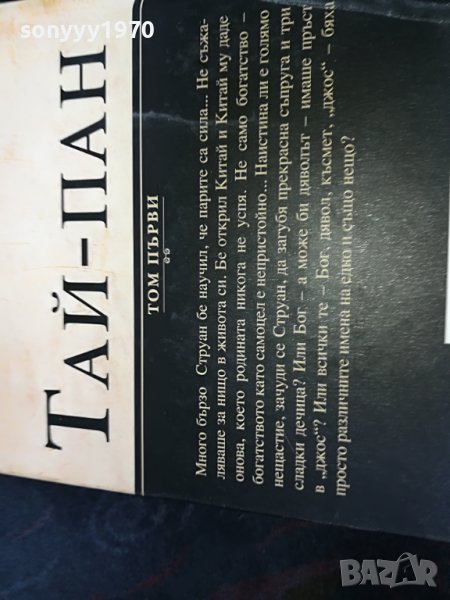 sonyyy1970
ТАЙ-ПАН
ТОМ ПЪРВИ
Много бързо Струан бе научил, че парите са сила... Не съжа-
ляваше за нищо в живота си. Бе открил Китай и Китай му даде
онова, което родината никога не успя. Не само богатство –
богатството като самоцел е непристойно... Наистина ли е голямо
нещастие, зачуди се Струан, да загубя прекрасна съпруга и три
сладки дечица? Или Бог – а може би дяволът – имаше пръст
в „джос“? Или всички те – Бог, дявол, късмет, „джос“ – бяха
просто различните имена на едно и също нещо?
BAZAR